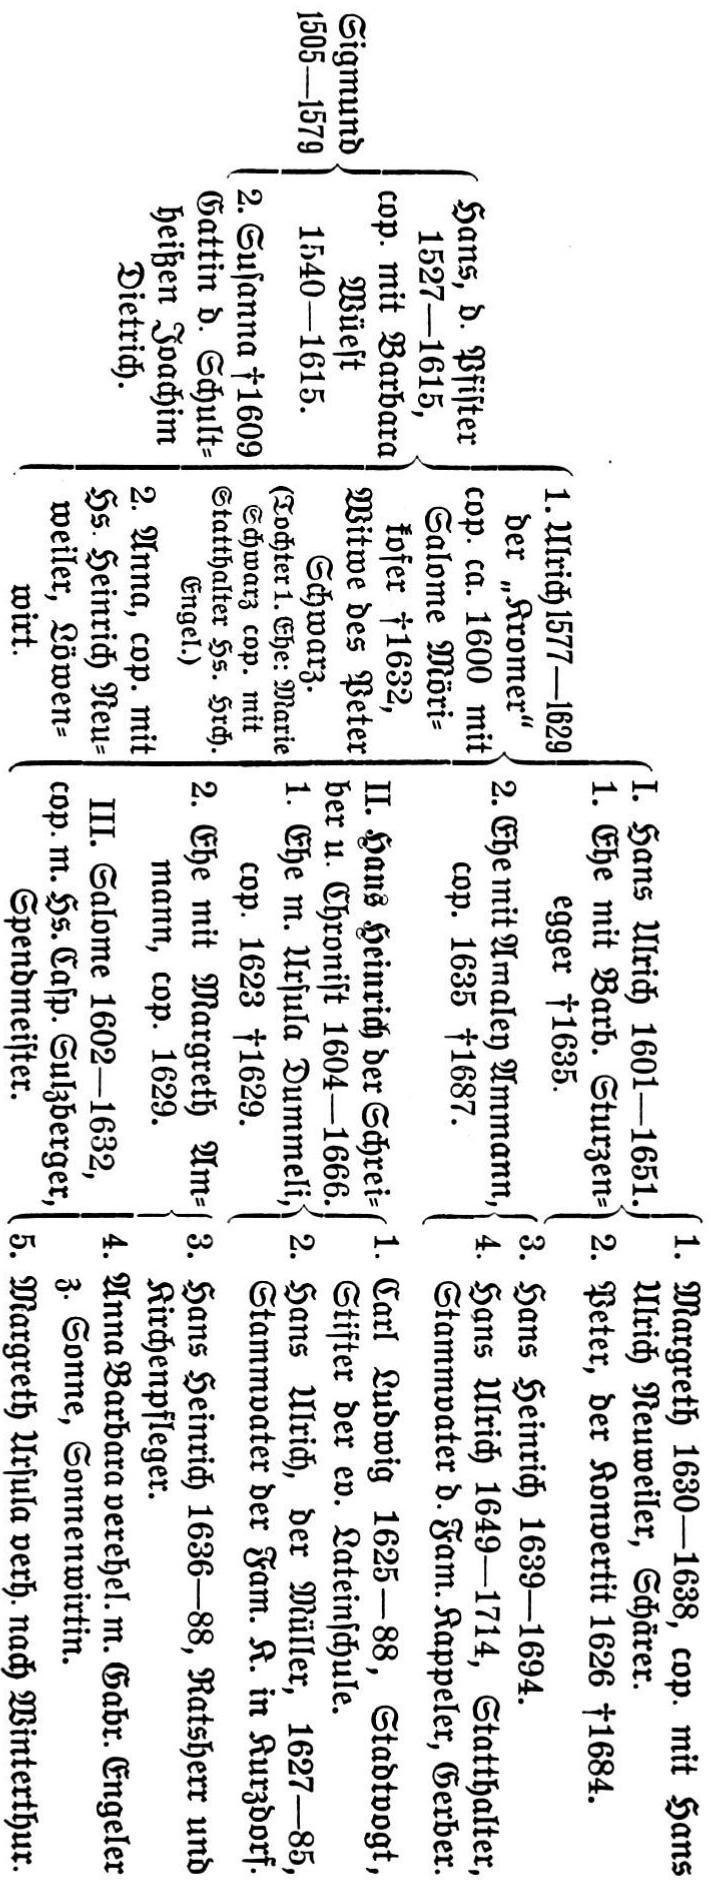 Sigmund
1505—1579
Hans, d. Pfister
1527—1615,
cop. mit Barbara
Wüest
1540—1615.
2. Susanna †1609
Gattin d. Schult=
heißen Joachim
Dietrich.
1. Ulrich 1577—1629
der „Kromer“
cop. ca. 1600 mit
Salome Möri=
kofer †1632,
Witwe des Peter
Schwarz.
(Tochter 1. Ehe: Marie
Schwarz cop. mit
Statthalter Hs. Hrch.
Engel.)
2. Anna, cop. mit
Hs. Heinrich Neu=
weiler, Löwen=
wirt.
I. Hans Ulrich 1601—1651.
1. Ehe mit Barb. Sturzen=
egger †1635.
2. Ehe mit Amaley Ammann,
cop. 1635 †1687.
II. Hans Heinrich der Schrei=
ber u. Chronist 1604—1666.
1. Ehe m. Ursula Dummeli,
cop. 1623 †1629.
2. Ehe mit Margreth Am=
mann, cop. 1629.
III. Salome 1602—1632,
cop. m. Hs. Casp. Sulzberger,
Spendmeister.
1. Margreth 1630—1638, cop. mit Hans
Ulrich Neuweiler, Schärer.
2. Peter, der Konvertit 1626 †1684.
3. Hans Heinrich 1639—1694.
4. Hans Ulrich 1649—1714, Statthalter,
Stammvater d. Fam. Kappeler, Gerber.
1. Carl Ludwig 1625—88, Stadtvogt,
Stifter der ev. Lateinschule.
2. Hans Ulrich, der Müller, 1627—85,
Stammvater der Fam. K. in Kurzdorf.
3. Hans Heinrich 1636—88, Ratsherr und
Kirchenpfleger.
4. Anna Barbara verehel. m. Gabr. Engeler
z. Sonne, Sonnenwirtin.
5. Margreth Ursula verh. nach Winterthur.